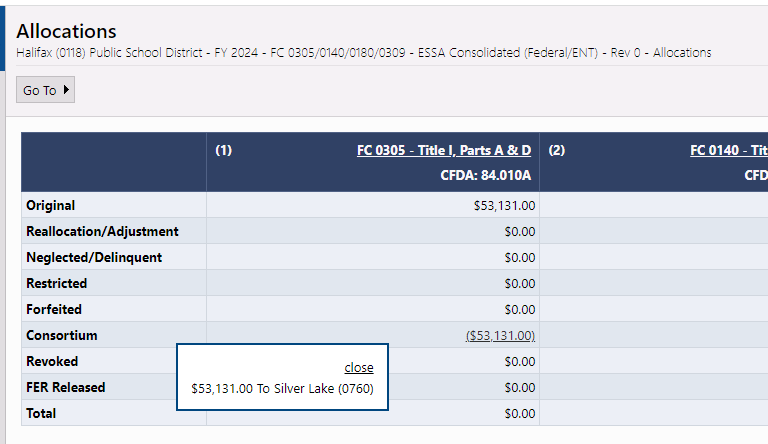 Allocations
Halifax (0118) Public School District - FY 2024 - FC 0305/0140/0180/0309 - ESSA Consolidated (Federal/ENT) - Rev 0 - Allocations
Go To
(1) FC 0305 - Title I, Parts A & D (2) FC 0140 - Tit
CFDA: 84.010A CFD
Original $53,131.00
Reallocation/Adjustment $0.00
Neglected/Delinquent $0.00
Restricted $0.00
Forfeited $0.00
Consortium ($53,131.00)
Revoked $0.00
close
FER Released $0.00
$53,131.00 To Silver Lake (0760)
Total $0.00